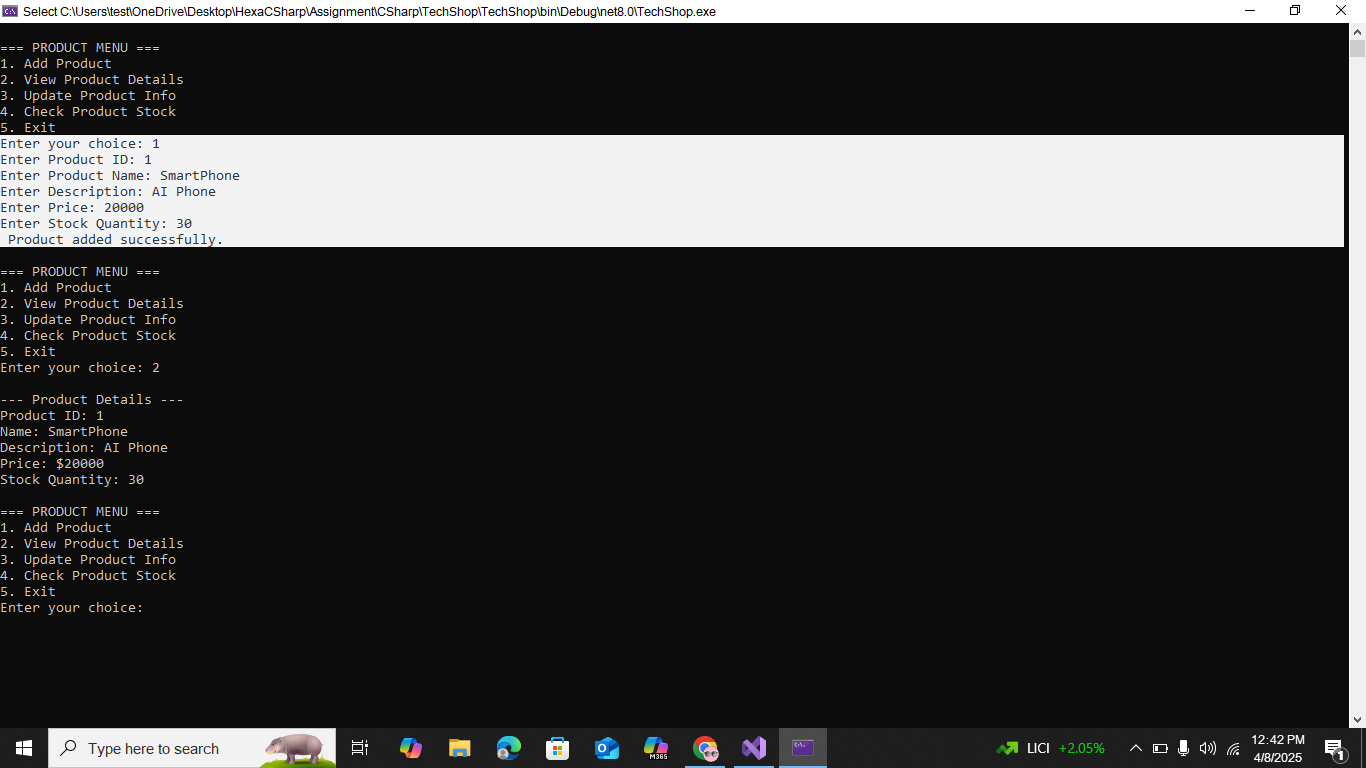 Select C:\Users\test\OneDrive\Desktop\HexaCSharp\Assignment\CSharp\TechShop\TechShop\bin\Debug\net8.0\TechShop.exe
=== PRODUCT MENU ===
1. Add Product
2. View Product Details
3. Update Product Info
4. Check Product Stock
5. Exit
Enter your choice: 1
Enter Product ID: 1
Enter Product Name: SmartPhone
Enter Description: AI Phone
Enter Price: 20000
Enter Stock Quantity: 30
 Product added successfully.
=== PRODUCT MENU ===
1. Add Product
2. View Product Details
3. Update Product Info
4. Check Product Stock
5. Exit
Enter your choice: 2
--- Product Details ---
Product ID: 1
Name: SmartPhone
Description: AI Phone
Price: $20000
Stock Quantity: 30
=== PRODUCT MENU ===
1. Add Product
2. View Product Details
3. Update Product Info
4. Check Product Stock
5. Exit
Enter your choice:
Type here to search
M365
LICI +2.05%
12:42 PM
4/8/2025
1